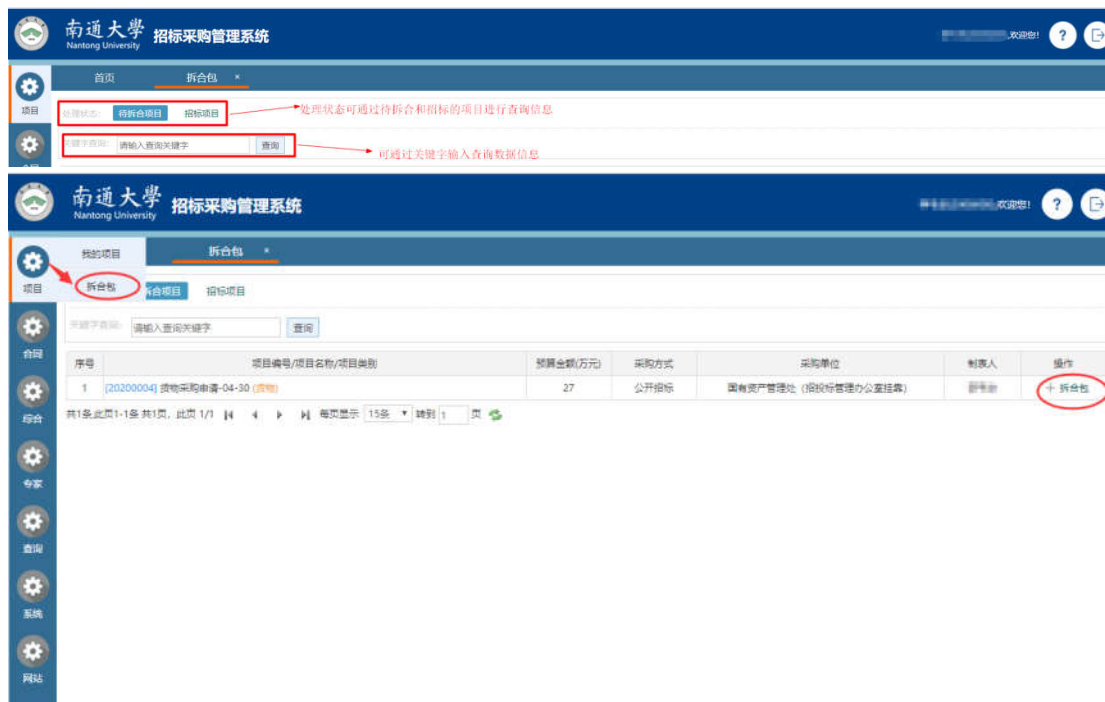 南通大學 招标采购管理系统 ,欢迎您! ?
Nantong University
首页 拆合包 ×
项目
处理状态: 待拆合项目 招标项目 处理状态可通过待拆合和招标的项目进行查询信息
关键字查询: 请输入查询关键字 查询
可通过关键字输入查询数据信息
南通大學 招标采购管理系统 ,欢迎您! ?
Nantong University
我的项目 拆合包 ×
项目 拆合包 拆合项目 招标项目
关键字查询: 请输入查询关键字 查询
合同
序号 项目编号/项目名称/项目类别 预算金额(万元) 采购方式 采购单位 制表人 操作
1 [20200004] 货物采购申请-04-30 (货物) 27 公开招标 国有资产管理处（招投标管理办公室挂靠） + 拆合包
共1条此页1-1条 共1页, 此页 1/1 每页显示 15条 转到 1 页
综合
专家
查询
系统
网站